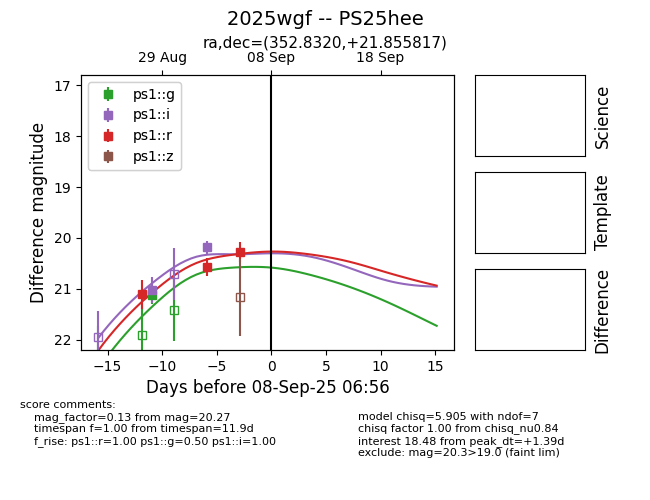 2025wgf -- PS25hee
ra,dec=(352.8320,+21.855817)
29 Aug 08 Sep 18 Sep
ps1::g
ps1::i
ps1::r
ps1::z
17
18
19
20
21
22
Difference magnitude
−15 −10 −5 0 5 10 15
Days before 08-Sep-25 06:56
Science
Template
Difference
score comments:
mag_factor=0.13 from mag=20.27
timespan f=1.00 from timespan=11.9d
f_rise: ps1::r=1.00 ps1::g=0.50 ps1::i=1.00
model chisq=5.905 with ndof=7
chisq factor 1.00 from chisq_nu0.84
interest 18.48 from peak_dt=+1.39d
exclude: mag=20.3>19.0 (faint lim)